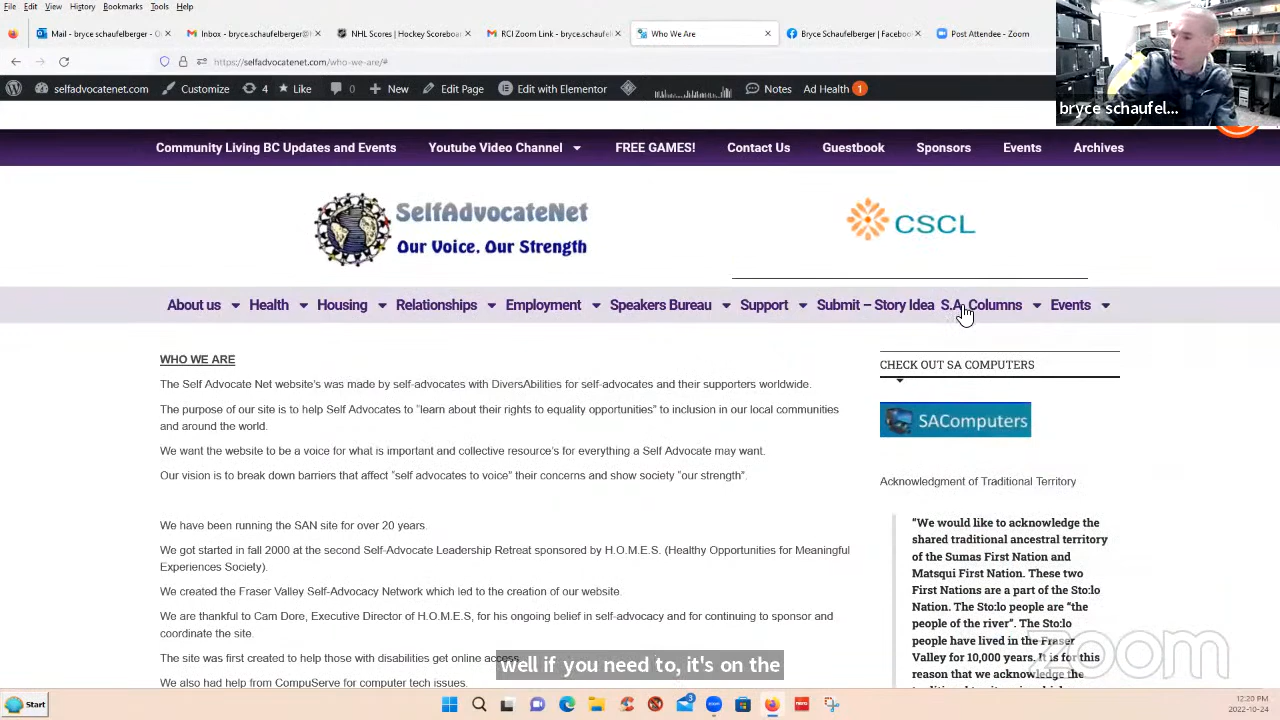 File Edit View History Bookmarks Tools Help
Mail - bryce schaufelberger - O
Inbox - bryce.schaufelberger@
NHL Scores | Hockey Scoreboar
RCI Zoom Link - bryce.schaufel
Who We Are
Bryce Schaufelberger | Faceboo
Post Attendee - Zoom
https://selfadvocatenet.com/who-we-are/#
selfadvocatenet.com Customize 4 Like 0 New Edit Page Edit with Elementor Notes Ad Health 1
bryce schaufel...
Community Living BC Updates and Events Youtube Video Channel FREE GAMES! Contact Us Guestbook Sponsors Events Archives
SelfAdvocateNet
Our Voice. Our Strength
CSCL
About us Health Housing Relationships Employment Speakers Bureau Support Submit – Story Idea S.A. Columns Events
WHO WE ARE
The Self Advocate Net website's was made by self-advocates with DiversAbilities for self-advocates and their supporters worldwide.
The purpose of our site is to help Self Advocates to "learn about their rights to equality opportunities" to inclusion in our local communities
and around the world.
We want the website to be a voice for what is important and collective resource's for everything a Self Advocate may want.
Our vision is to break down barriers that affect "self advocates to voice" their concerns and show society "our strength".
We have been running the SAN site for over 20 years.
We got started in fall 2000 at the second Self-Advocate Leadership Retreat sponsored by H.O.M.E.S. (Healthy Opportunities for Meaningful
Experiences Society).
We created the Fraser Valley Self-Advocacy Network which led to the creation of our website.
We are thankful to Cam Dore, Executive Director of H.O.M.E.S, for his ongoing belief in self-advocacy and for continuing to sponsor and
coordinate the site.
The site was first created to help those with disabilities get online access.
We also had help from CompuServe for computer tech issues.
CHECK OUT SA COMPUTERS
SAComputers
Acknowledgment of Traditional Territory
"We would like to acknowledge the
shared traditional ancestral territory
of the Sumas First Nation and
Matsqui First Nation. These two
First Nations are a part of the Sto:lo
Nation. The Sto:lo people are "the
people of the river". The Sto:lo
people have lived in the Fraser
Valley for 10,000 years. It is for this
reason that we acknowledge the
zoom
well if you need to, it's on the
Start
3
12:20 PM
2022-10-24